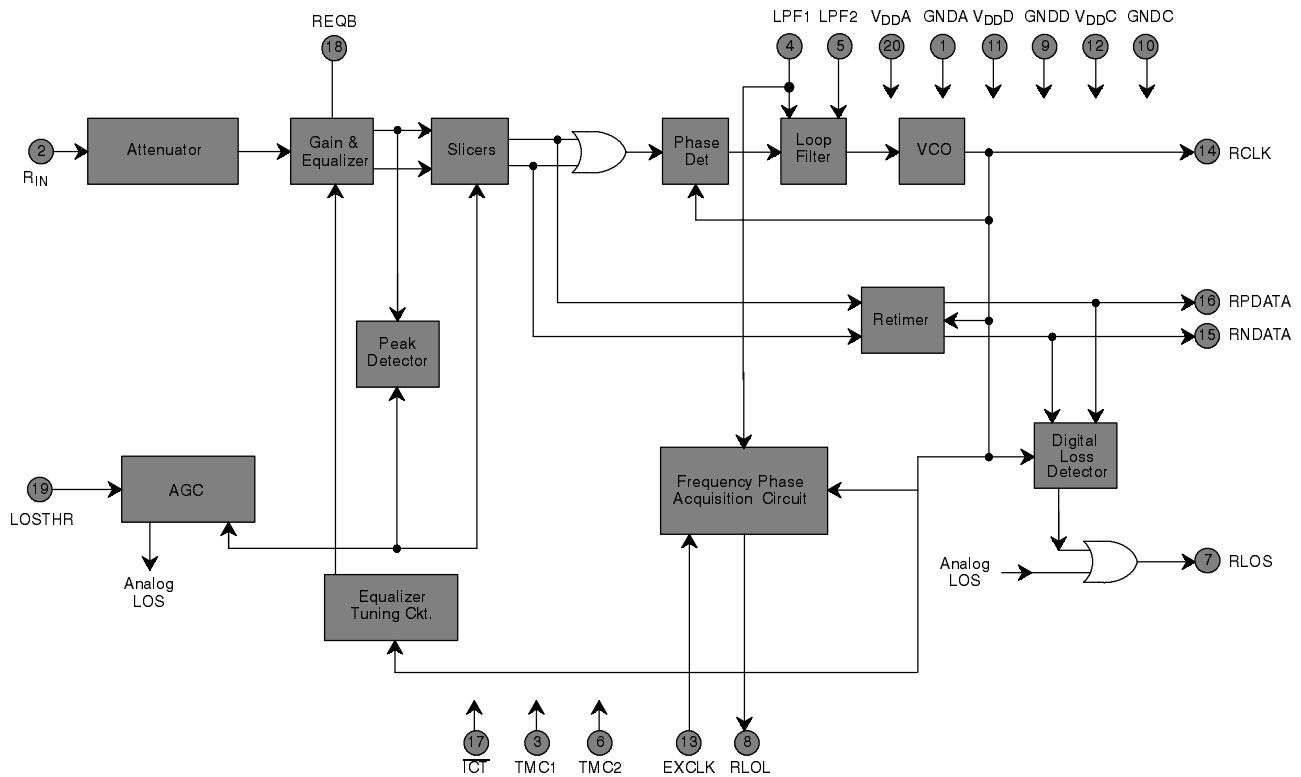 REQB
18
LPF1 LPF2 VDDA GNDA VDDD GNDD VDDC GNDC
4 5 20 1 11 9 12 10
2
RIN
Attenuator
Gain &
Equalizer
Slicers
Phase
Det
Loop
Filter
VCO
14 RCLK
Retimer
16 RPDATA
15 RNDATA
Peak
Detector
19
LOSTHR
AGC
Analog
LOS
Frequency Phase
Acquisition Circuit
Digital
Loss
Detector
Analog
LOS
7 RLOS
Equalizer
Tuning Ckt.
17 3 6 13 8
ICT TMC1 TMC2 EXCLK RLOL